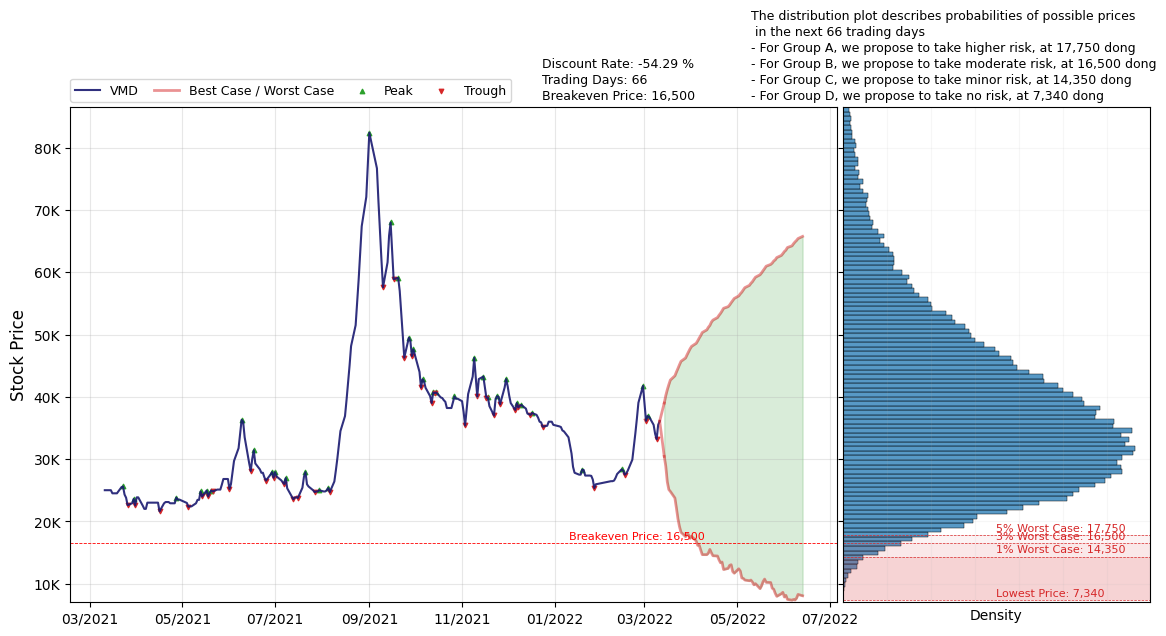 The distribution plot describes probabilities of possible prices
in the next 66 trading days
- For Group A, we propose to take higher risk, at 17,750 dong
- For Group B, we propose to take moderate risk, at 16,500 dong
- For Group C, we propose to take minor risk, at 14,350 dong
- For Group D, we propose to take no risk, at 7,340 dong
Discount Rate: -54.29 %
Trading Days: 66
Breakeven Price: 16,500
VMD Best Case / Worst Case Peak Trough
Stock Price
80K
70K
60K
50K
40K
30K
20K
10K
Breakeven Price: 16,500
03/2021 05/2021 07/2021 09/2021 11/2021 01/2022 03/2022 05/2022 07/2022
5% Worst Case: 17,750
3% Worst Case: 16,500
1% Worst Case: 14,350
Lowest Price: 7,340
Density